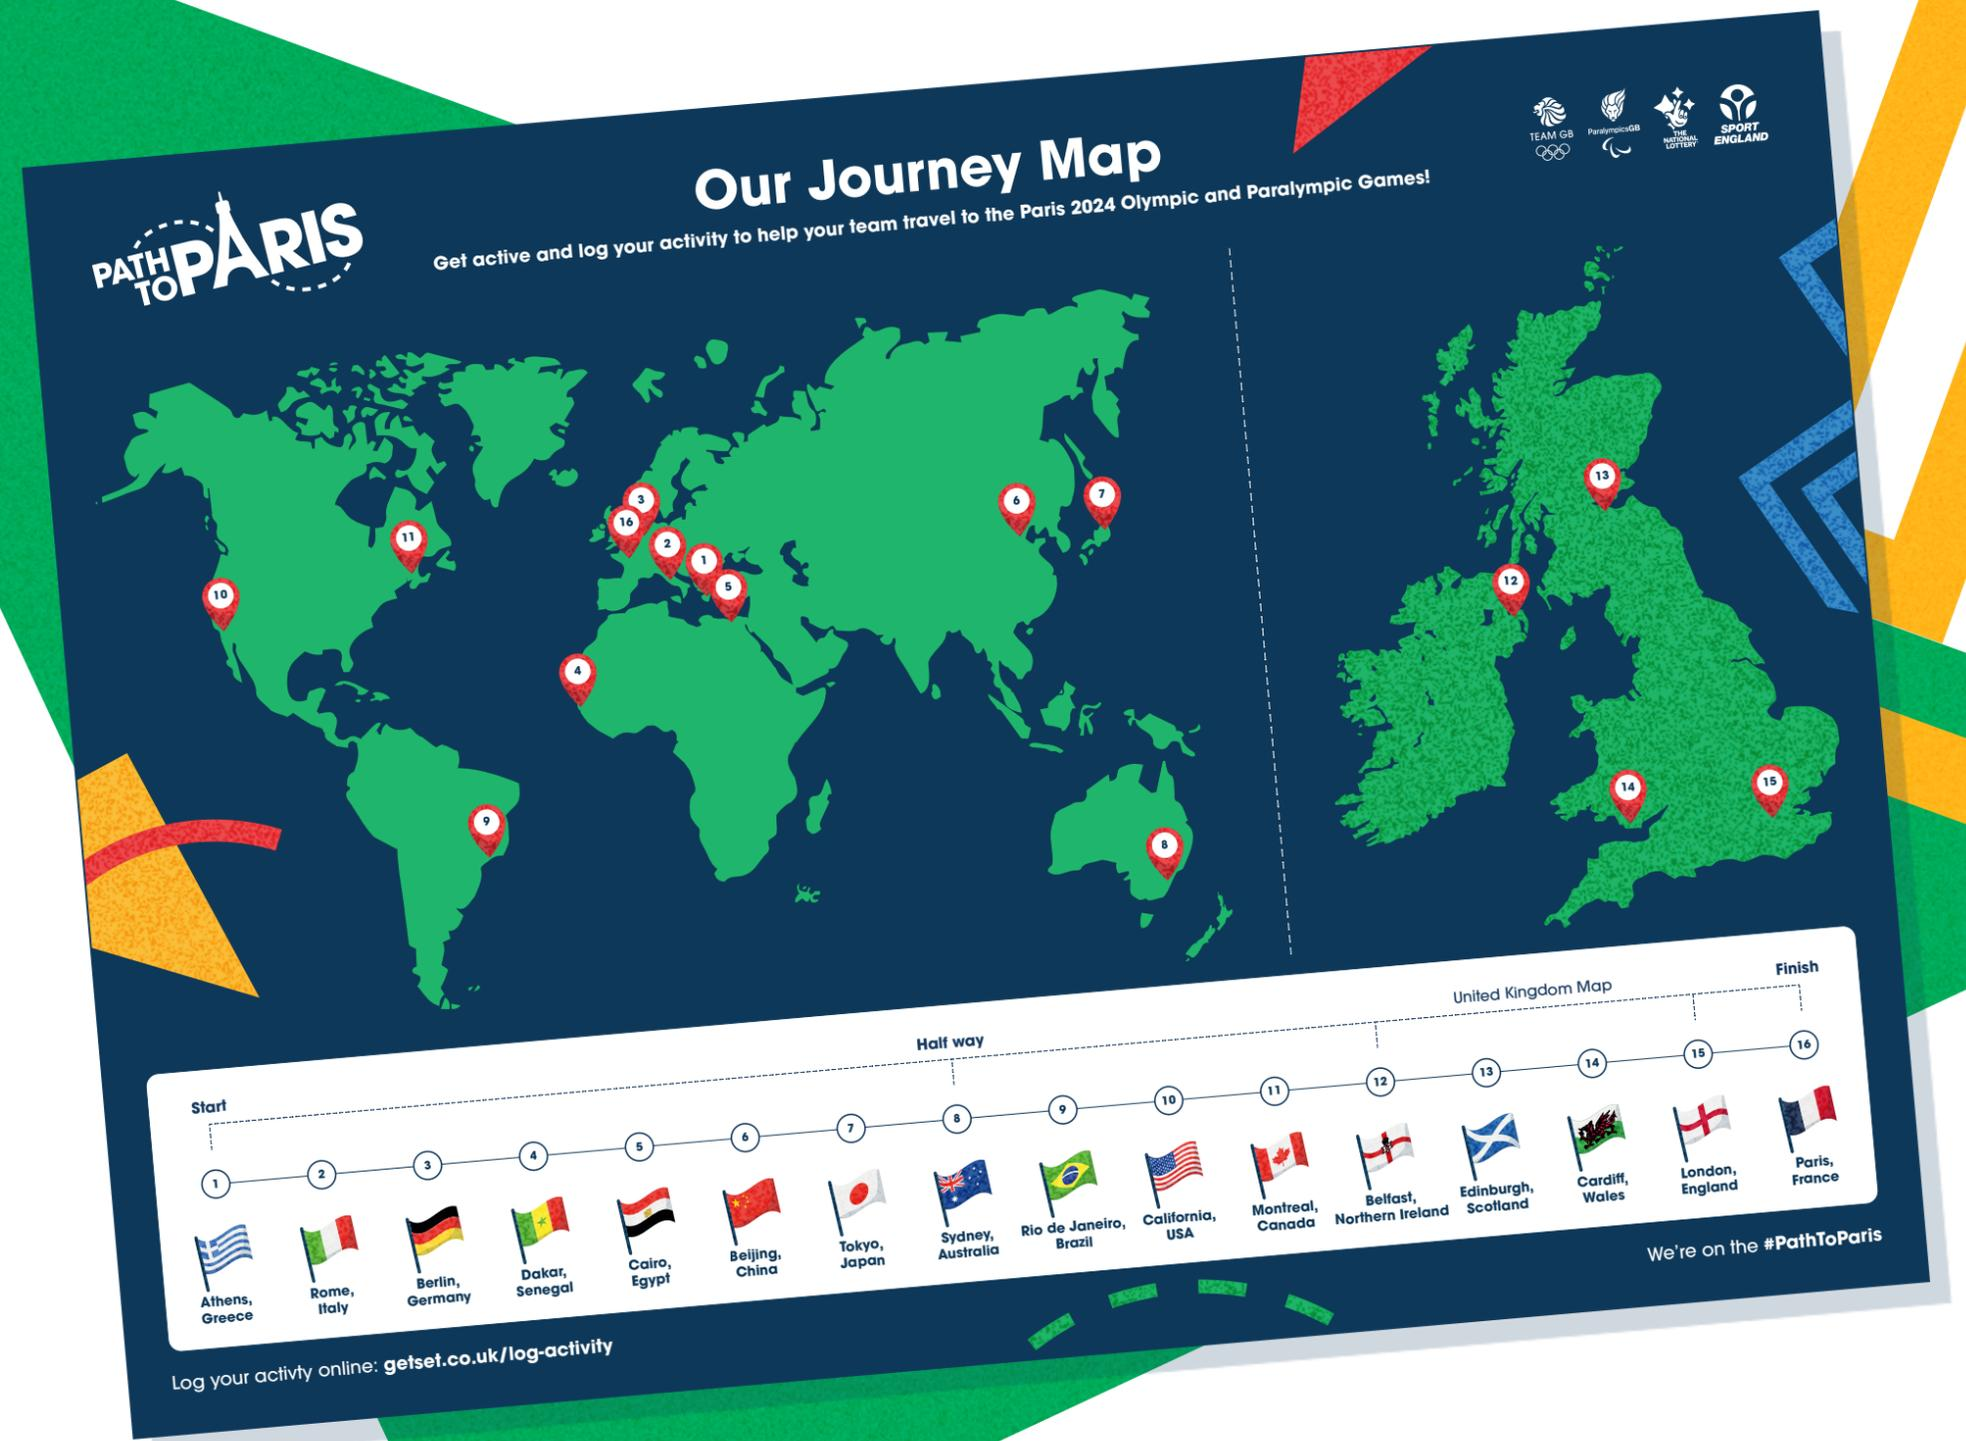 PATH
TO PARIS
Our Journey Map
Get active and log your activity to help your team travel to the Paris 2024 Olympic and Paralympic Games!
TEAM GB
ParalympicsGB
THE
NATIONAL
LOTTERY
SPORT
ENGLAND
3
16
2
1
5
6
7
11
10
4
9
8
13
12
14
15
Start
Half way
United Kingdom Map
Finish
1
2
3
4
5
6
7
8
9
10
11
12
13
14
15
16
Athens,
Greece
Rome,
Italy
Berlin,
Germany
Dakar,
Senegal
Cairo,
Egypt
Beijing,
China
Tokyo,
Japan
Sydney,
Australia
Rio de Janeiro,
Brazil
California,
USA
Montreal,
Canada
Belfast,
Northern Ireland
Edinburgh,
Scotland
Cardiff,
Wales
London,
England
Paris,
France
Log your activty online: getset.co.uk/log-activity
We're on the #PathToParis